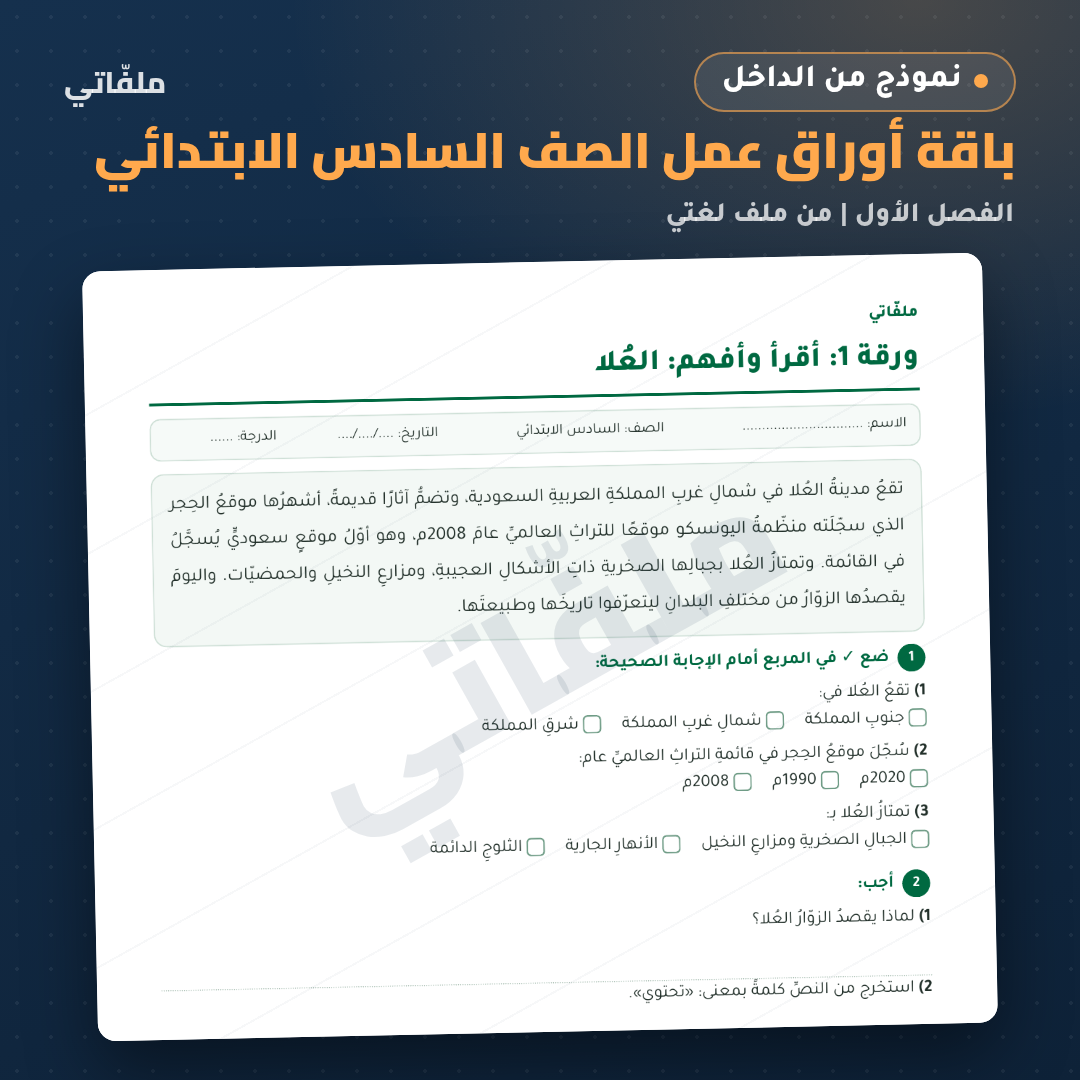 نموذج من الداخل
ملفّاتي
باقة أوراق عمل الصف السادس الابتدائي
الفصل الأول | من ملف لغتي
ملفّاتي
ورقة 1: أقرأ وأفهم: العُلا
الاسم: ............................... الصف: السادس الابتدائي التاريخ: ..../..../.... الدرجة: ......
تقعُ مدينةُ العُلا في شمالِ غربِ المملكةِ العربيةِ السعودية، وتضمُّ آثارًا قديمةً، أشهرُها موقعُ الحِجر
الذي سجّلَته منظّمةُ اليونسكو موقعًا للتراثِ العالميِّ عامَ 2008م، وهو أوّلُ موقعٍ سعوديٍّ يُسجَّلُ
في القائمة. وتمتازُ العُلا بجبالِها الصخريةِ ذاتِ الأشكالِ العجيبةِ، ومزارعِ النخيلِ والحمضيّات. واليومَ
يقصدُها الزوّارُ من مختلفِ البلدانِ ليتعرّفوا تاريخَها وطبيعتَها.
ملفّاتي
1 ضع ✓ في المربع أمام الإجابة الصحيحة:
1) تقعُ العُلا في:
جنوبِ المملكة شمالِ غربِ المملكة شرقِ المملكة
2) سُجّلَ موقعُ الحِجر في قائمةِ التراثِ العالميِّ عام:
2020م 1990م 2008م
3) تمتازُ العُلا بـ:
الجبالِ الصخريةِ ومزارعِ النخيل الأنهارِ الجارية الثلوجِ الدائمة
2 أجب:
1) لماذا يقصدُ الزوّارُ العُلا؟
2) استخرج من النصِّ كلمةً بمعنى: «تحتوي».